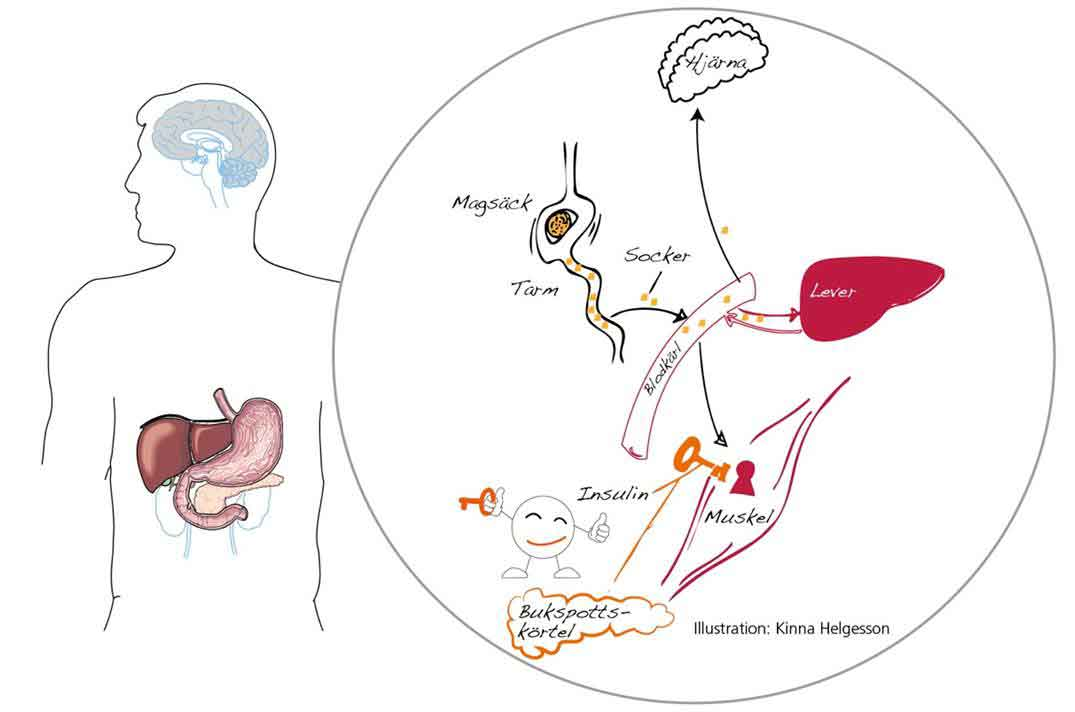 Hjärna
Magsäck
Socker
Tarm
Lever
Blodkärl
Insulin
Muskel
Bukspotts-
körtel
Illustration: Kinna Helgesson